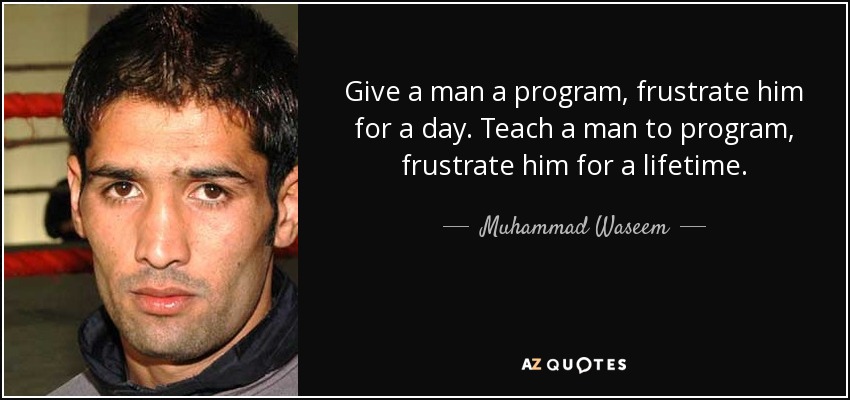 Give a man a program, frustrate him
for a day. Teach a man to program,
frustrate him for a lifetime.
Muhammad Waseem
AZ QUOTES